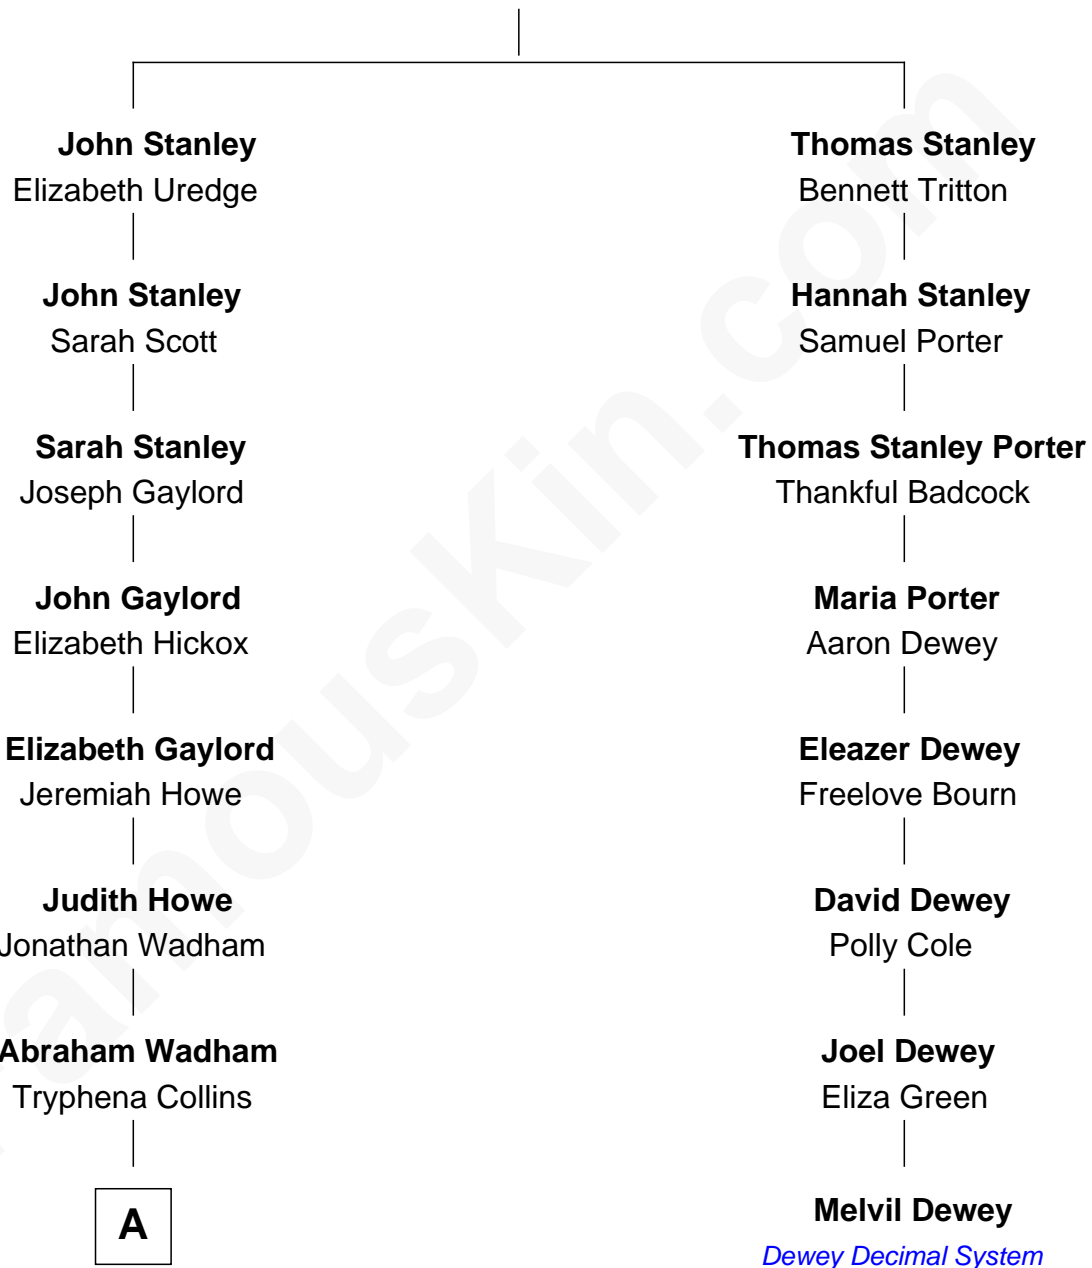 John Stanley
Elizabeth Uredge
John Stanley
Sarah Scott
Sarah Stanley
Joseph Gaylord
John Gaylord
Elizabeth Hickox
Elizabeth Gaylord
Jeremiah Howe
Judith Howe
Jonathan Wadham
Abraham Wadham
Tryphena Collins
A
Thomas Stanley
Bennett Tritton
Hannah Stanley
Samuel Porter
Thomas Stanley Porter
Thankful Badcock
Maria Porter
Aaron Dewey
Eleazer Dewey
Freelove Bourn
David Dewey
Polly Cole
Joel Dewey
Eliza Green
Melvil Dewey
Dewey Decimal System
FamousKin.com